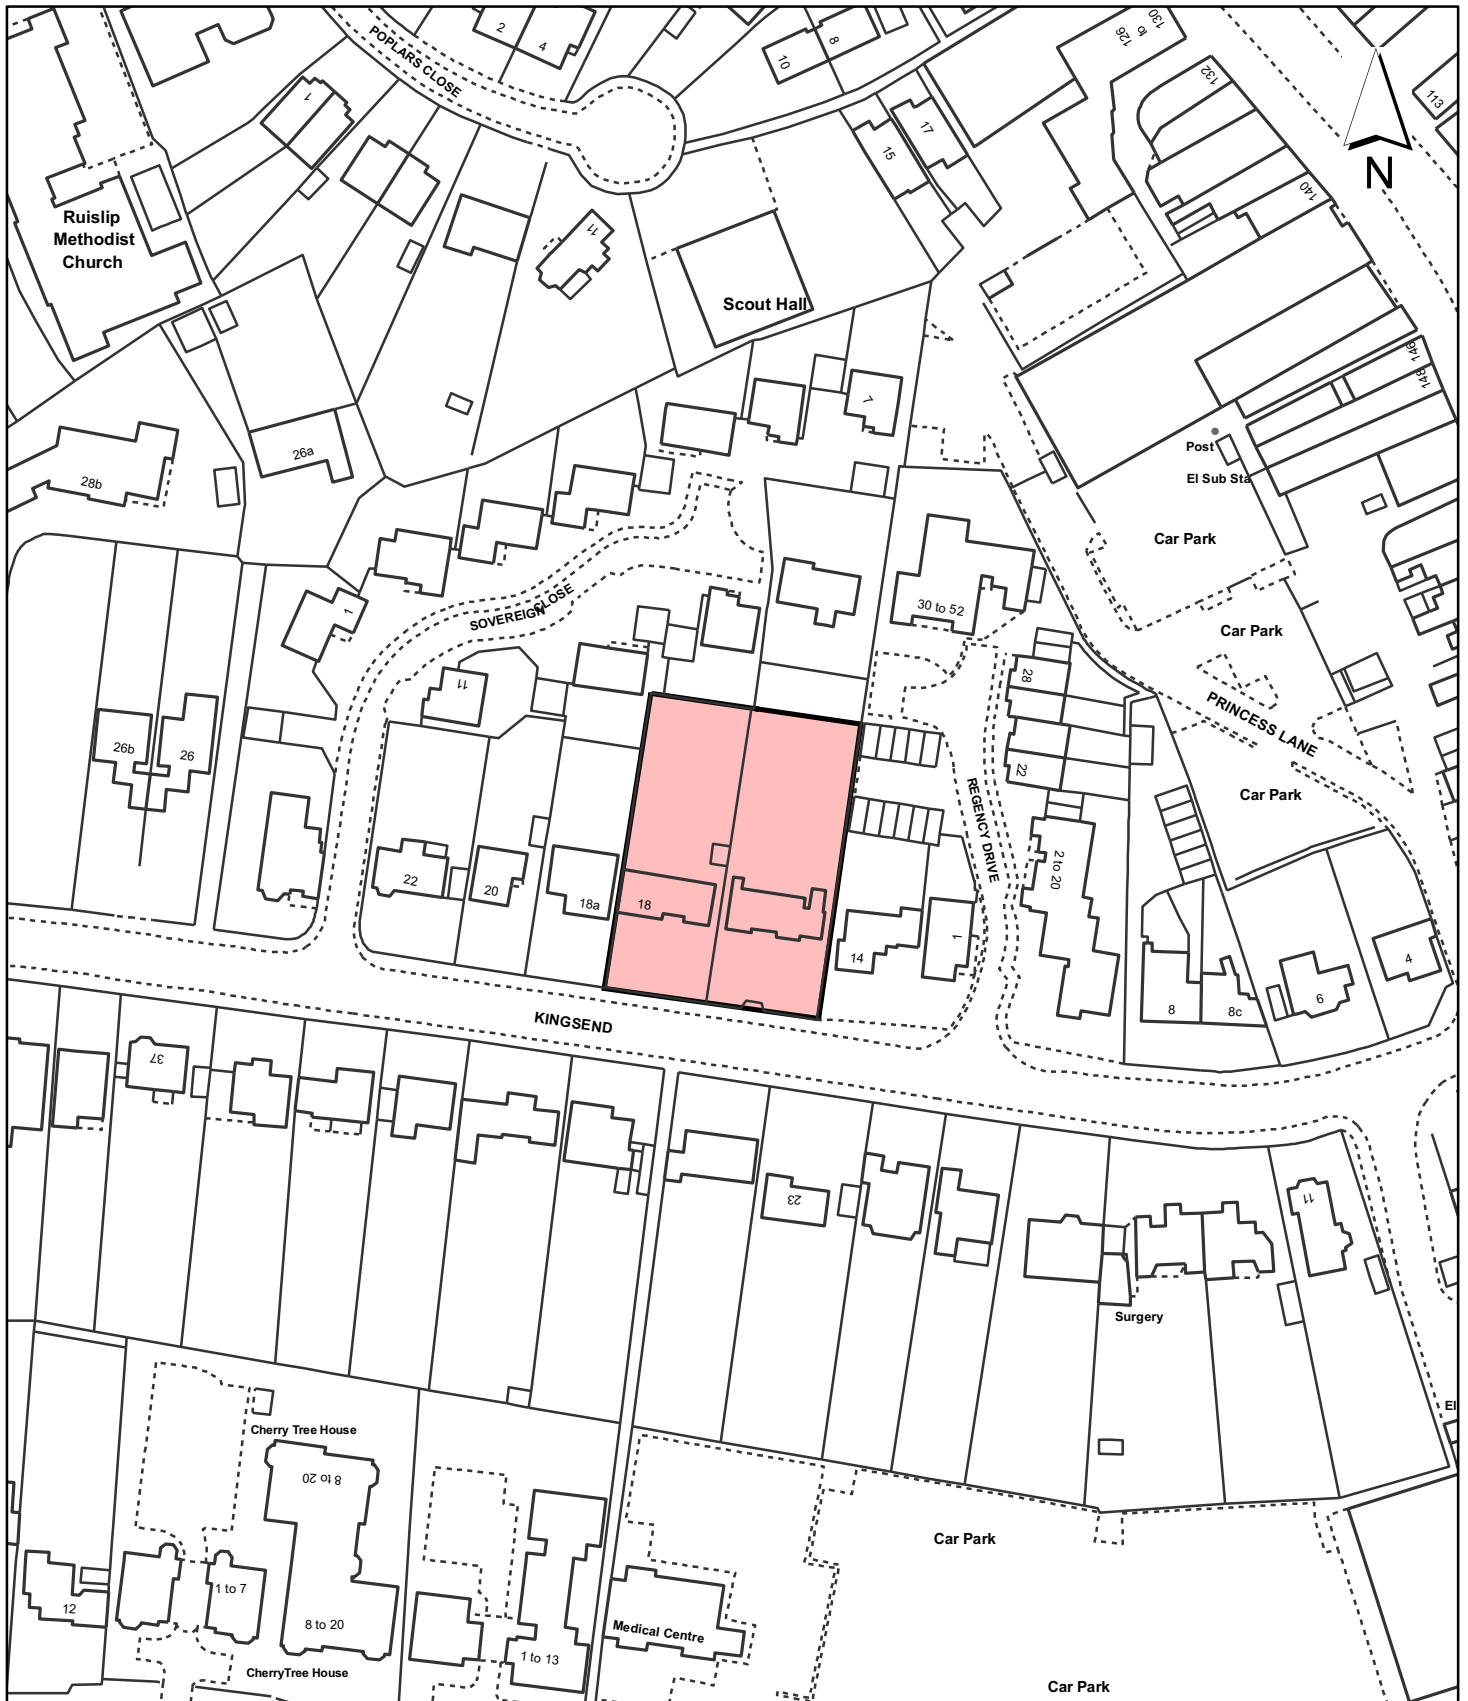 POPLARS CLOSE
2
4
10
8
126
to
130
132
113
N
1
17
15
140
Ruislip
Methodist
Church
11
Scout Hall
146
148
7
Post
El Sub Sta
26a
28b
Car Park
SOVEREIGN
CLOSE
1
30 to 52
Car Park
28
11
PRINCESS LANE
26b
26
22
Car Park
REGENCY DRIVE
2 to 20
22
20
18a
18
14
1
4
8
8c
6
KINGSEND
37
23
11
Surgery
El
Cherry Tree House
8 to 20
Car Park
1 to 7
12
8 to 20
Medical Centre
1 to 13
CherryTree House
Car Park